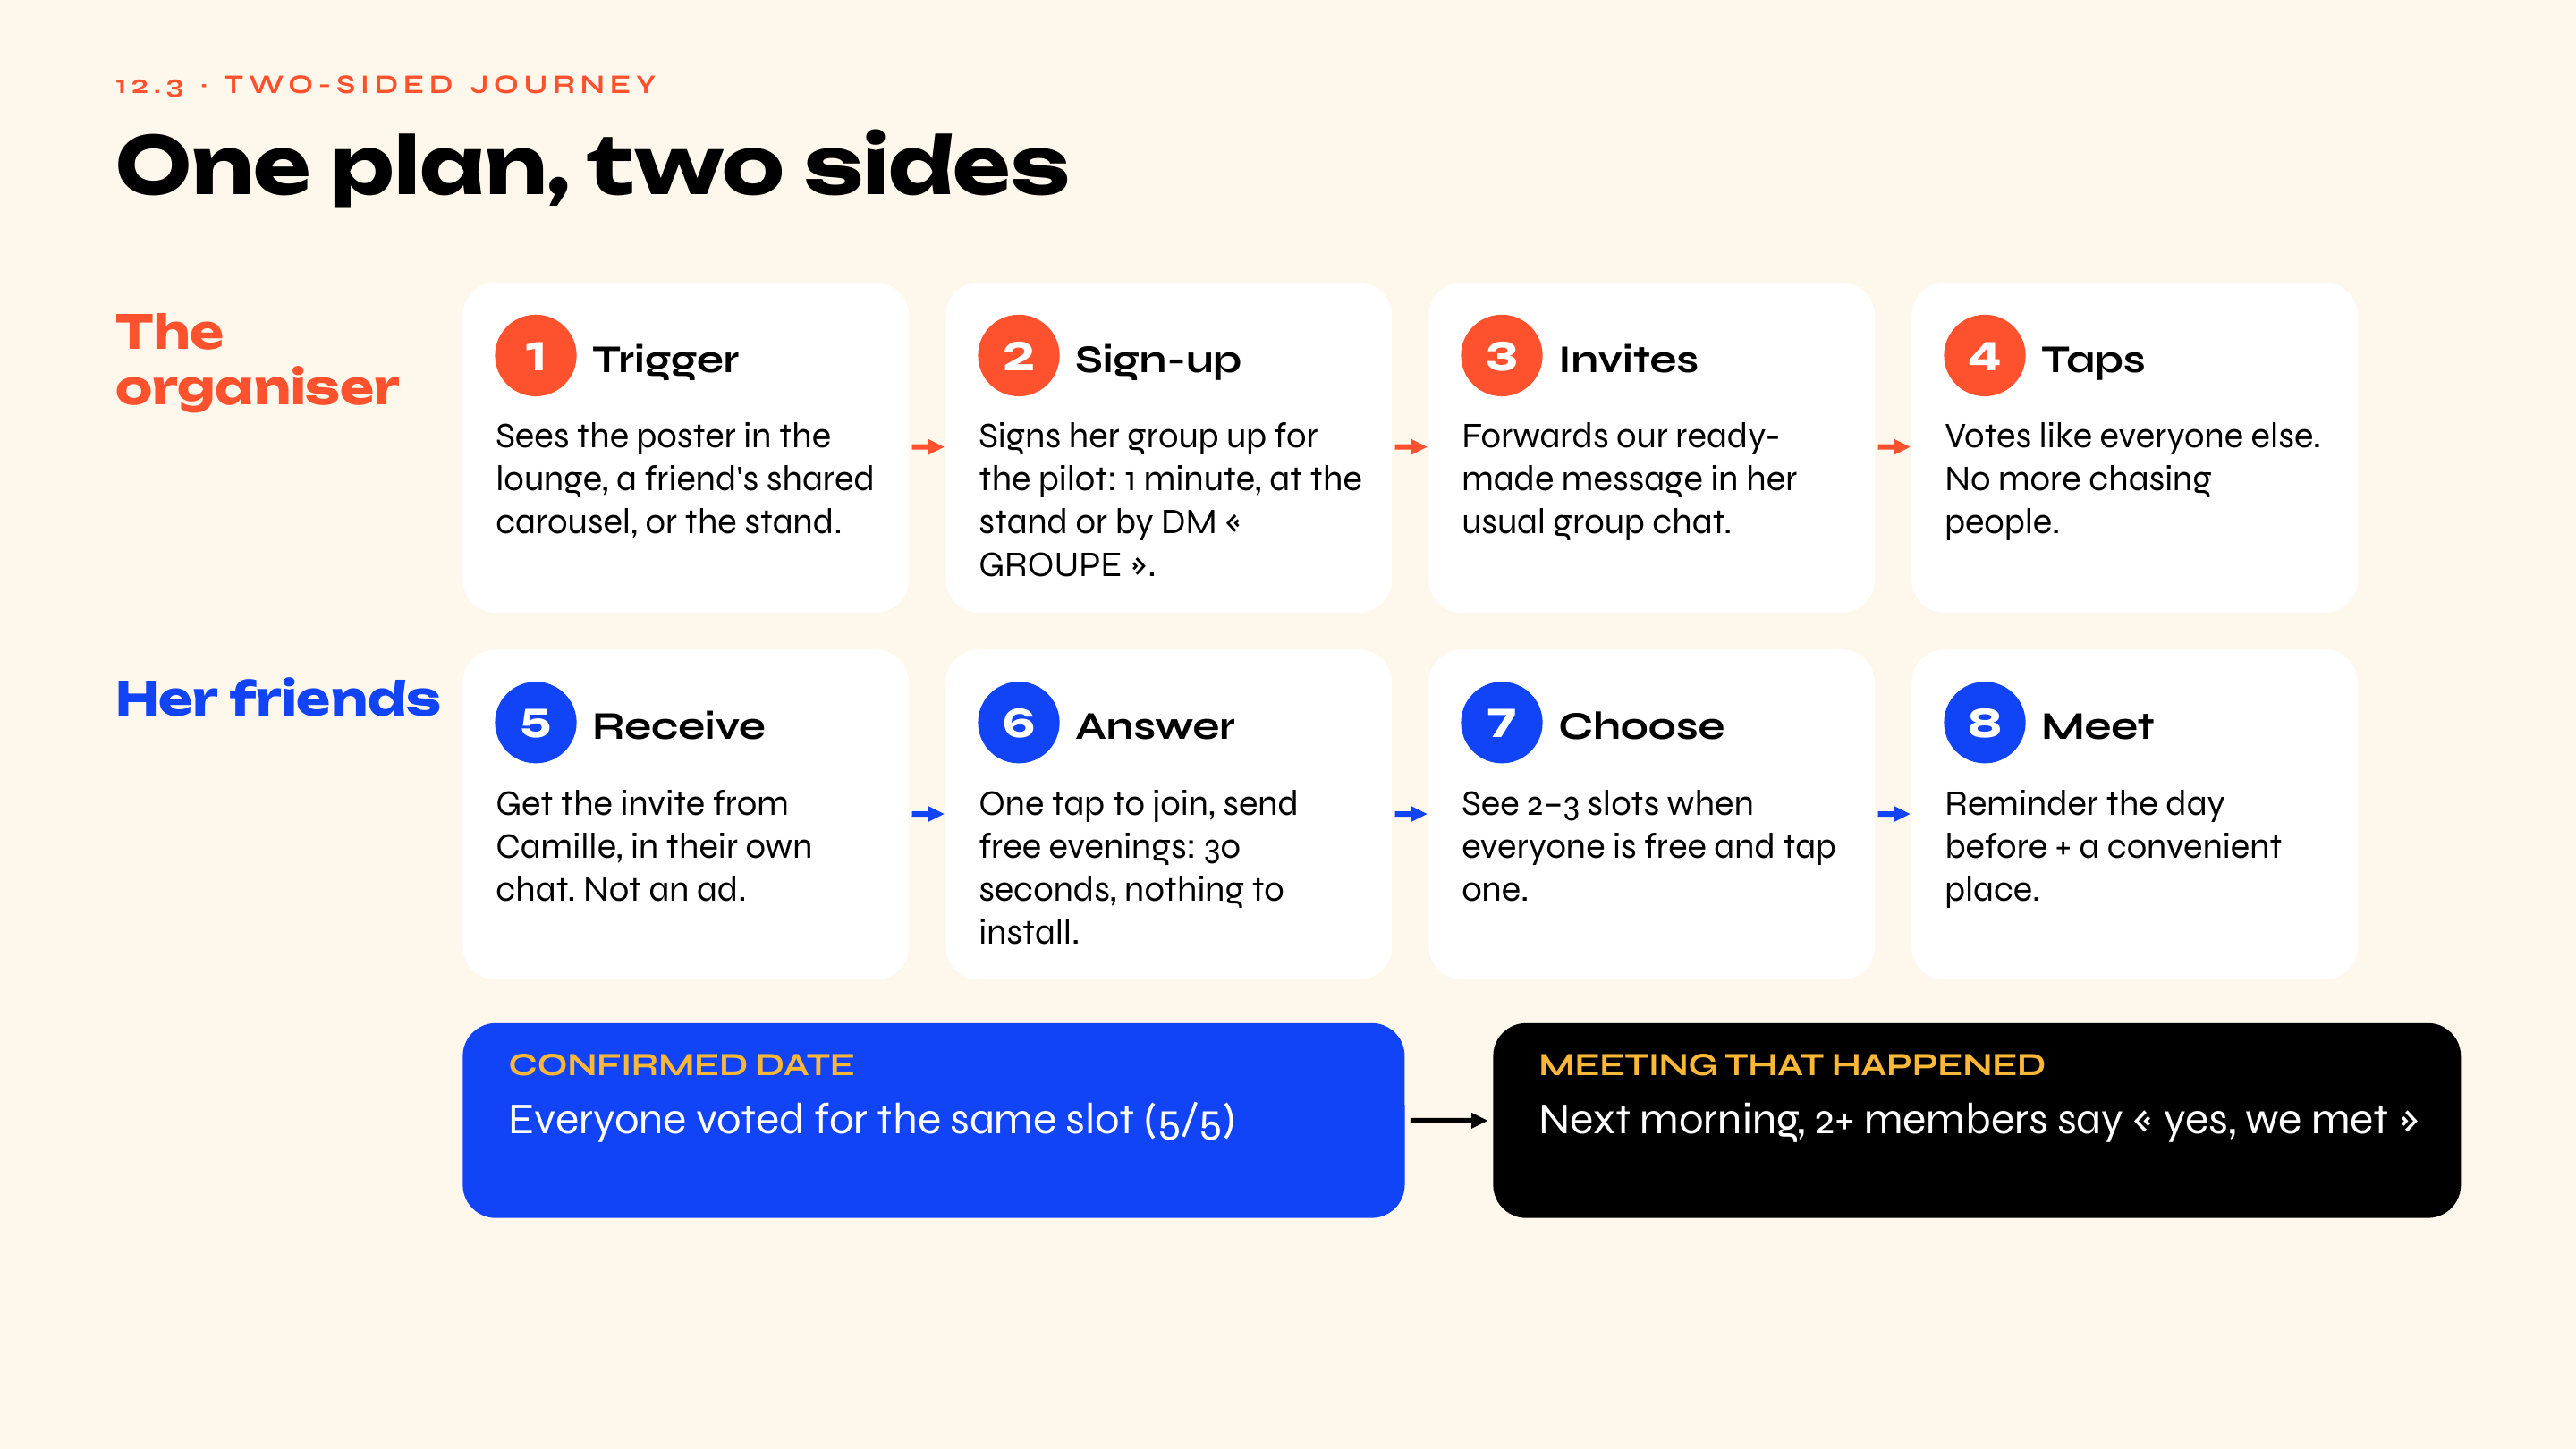 12.3 · TWO-SIDED JOURNEY
One plan, two sides
The
organiser
1 Trigger
Sees the poster in the
lounge, a friend's shared
carousel, or the stand.
2 Sign-up
Signs her group up for
the pilot: 1 minute, at the
stand or by DM «
GROUPE ».
3 Invites
Forwards our ready-
made message in her
usual group chat.
4 Taps
Votes like everyone else.
No more chasing
people.
Her friends
5 Receive
Get the invite from
Camille, in their own
chat. Not an ad.
6 Answer
One tap to join, send
free evenings: 30
seconds, nothing to
install.
7 Choose
See 2–3 slots when
everyone is free and tap
one.
8 Meet
Reminder the day
before + a convenient
place.
CONFIRMED DATE
Everyone voted for the same slot (5/5)
MEETING THAT HAPPENED
Next morning, 2+ members say « yes, we met »